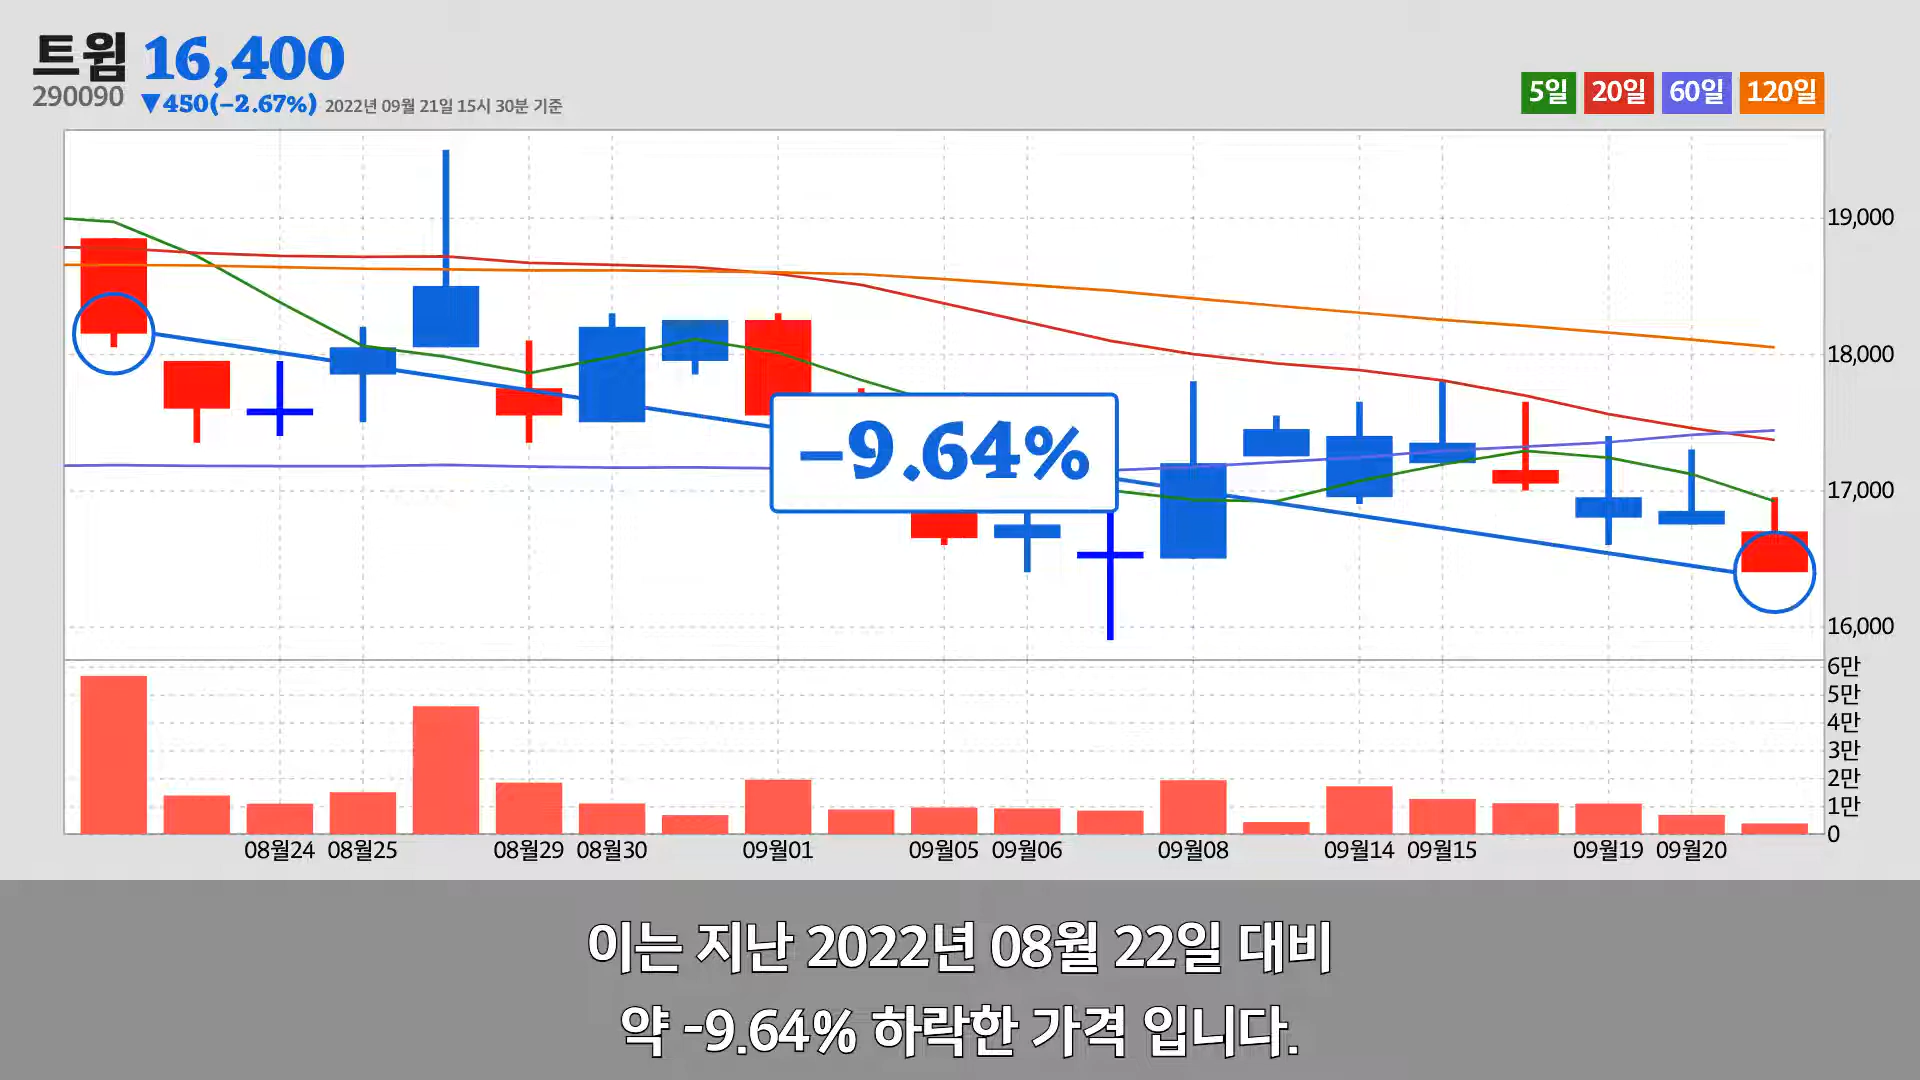 트윔 16,400
290090 ▼450(−2.67%) 2022년 09월 21일 15시 30분 기준
5일 20일 60일 120일
19,000
18,000
17,000
16,000
−9.64%
6만
5만
4만
3만
2만
1만
0
08월24 08월25 08월29 08월30 09월01 09월05 09월06 09월08 09월14 09월15 09월19 09월20
이는 지난 2022년 08월 22일 대비
약 -9.64% 하락한 가격 입니다.